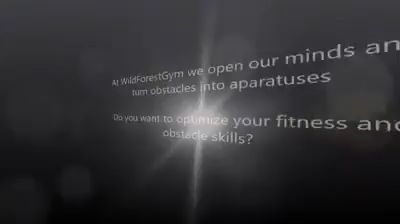 At WildForestGym we open our minds an
turn obstacles into aparatuses
Do you want to optimize your fitness and
obstacle skills?